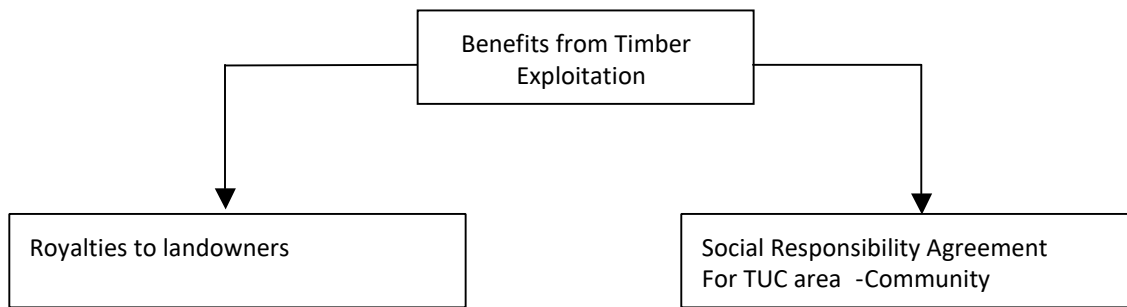 Benefits from Timber
Exploitation
Royalties to landowners
Social Responsibility Agreement
For TUC area -Community